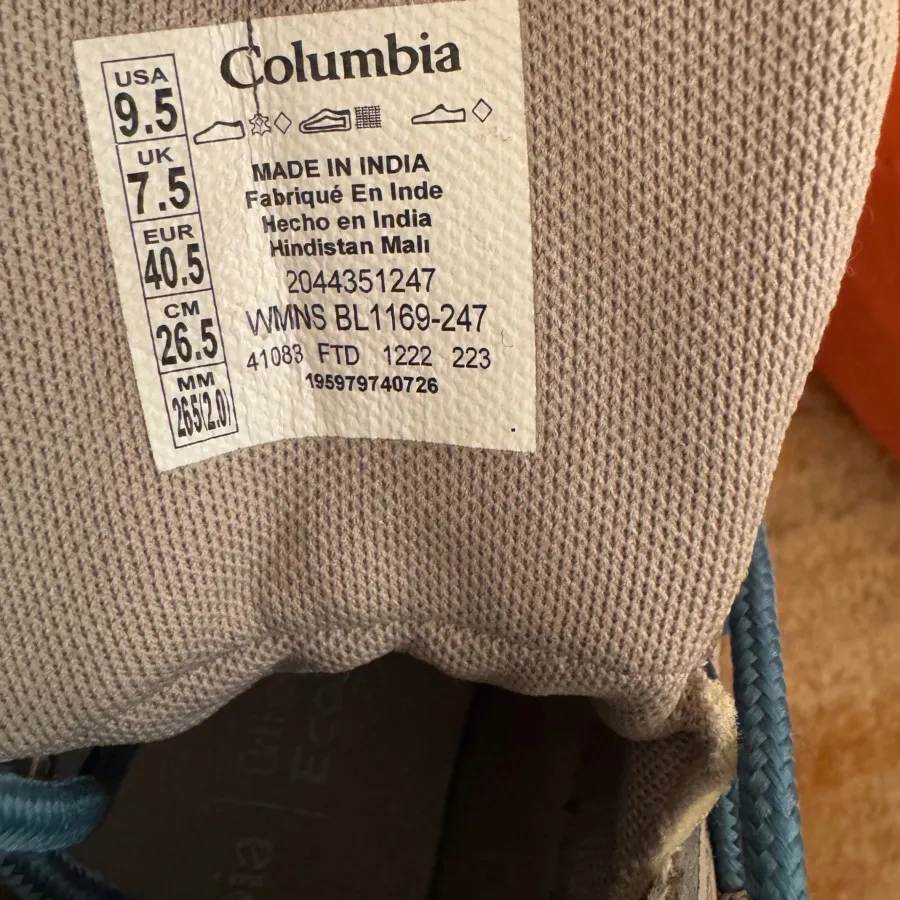 Columbia
USA
9.5
UK
7.5
EUR
40.5
CM
26.5
MM
265(2.0)
MADE IN INDIA
Fabriqué En Inde
Hecho en India
Hindistan Malı
2044351247
WMNS BL1169-247
41083 FTD 1222 223
195979740726